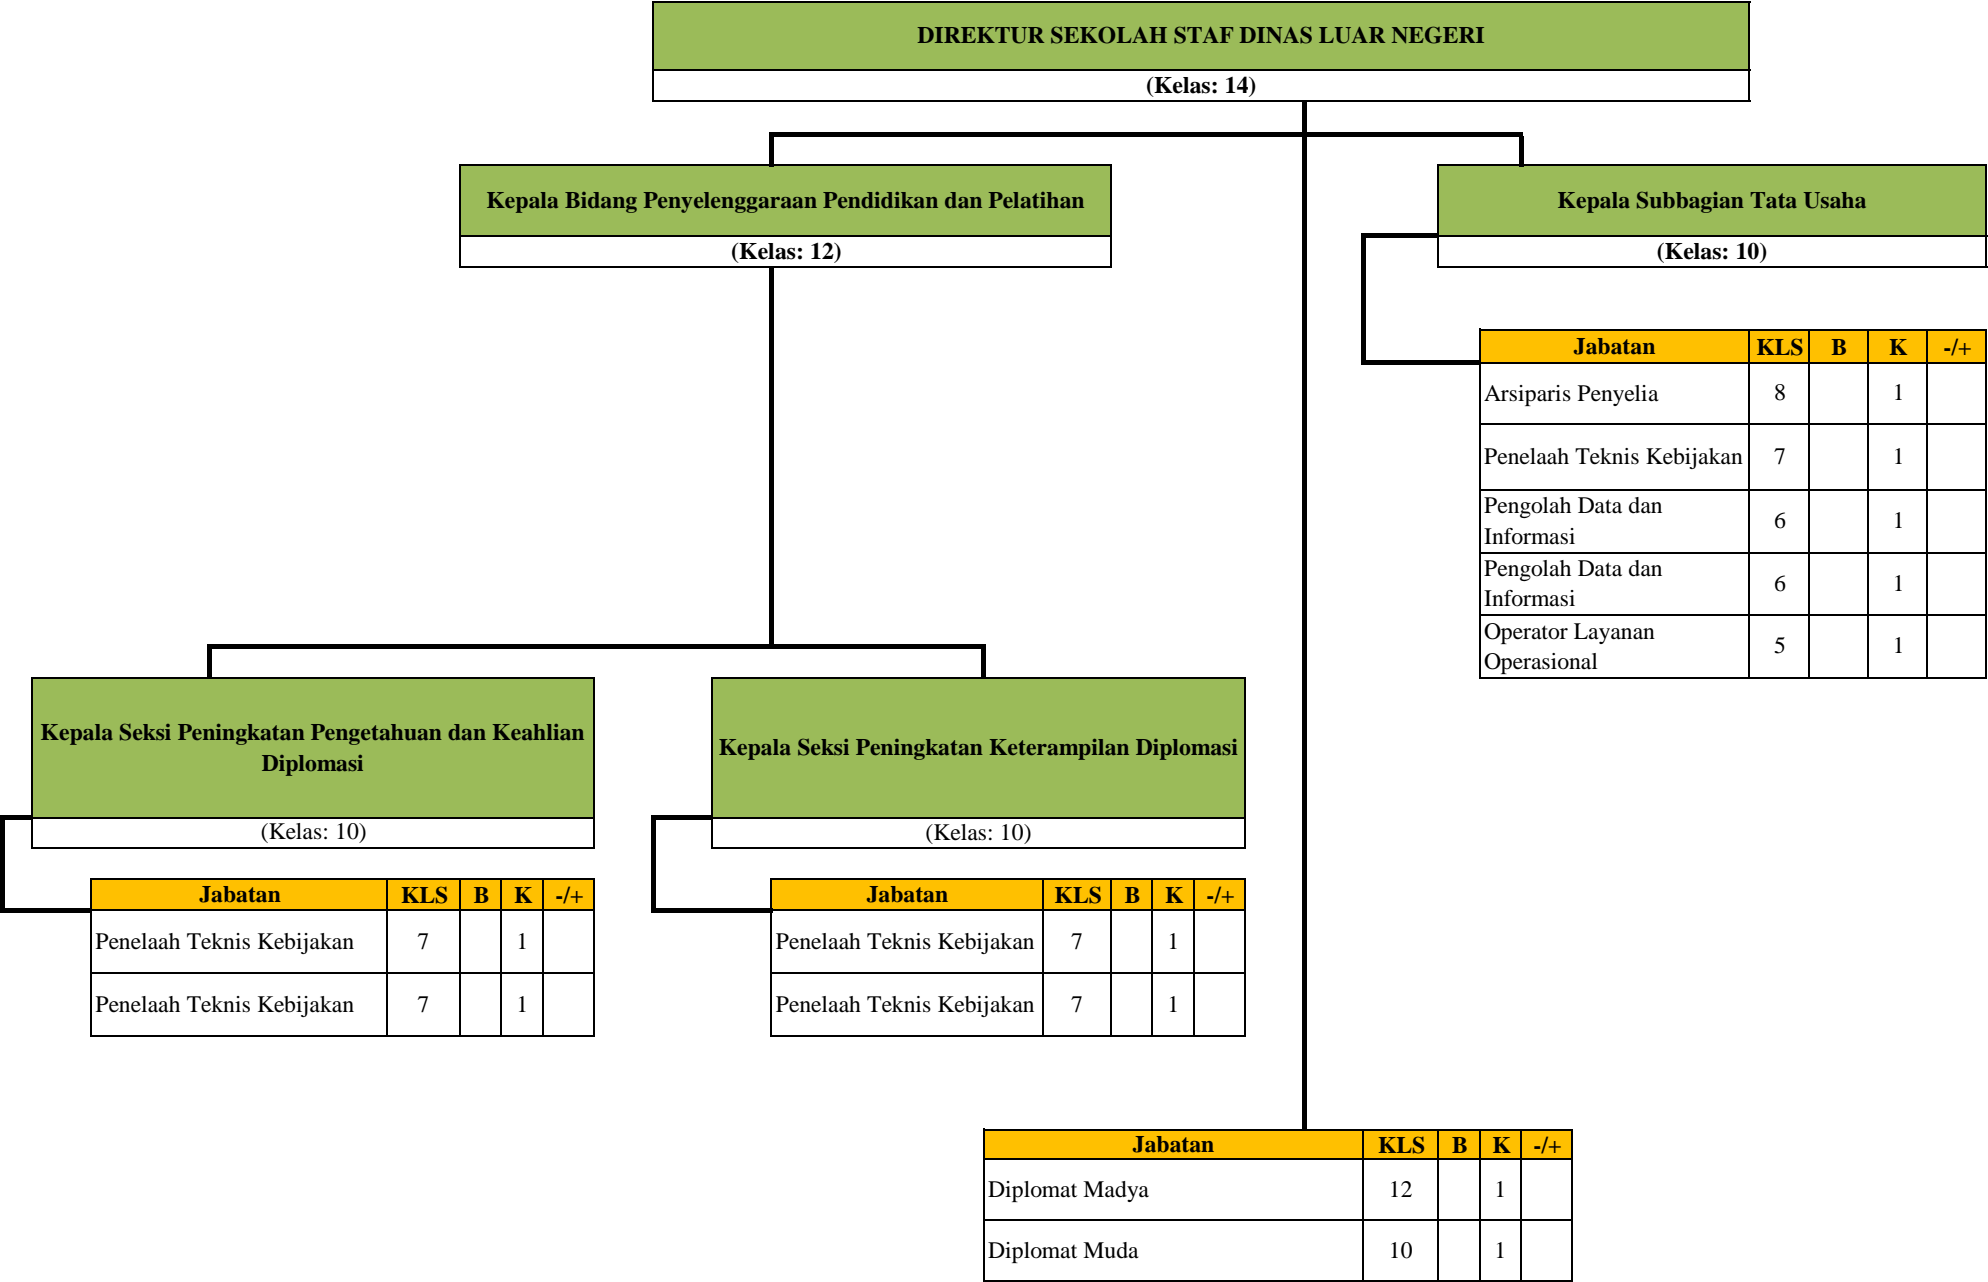 DIREKTUR SEKOLAH STAF DINAS LUAR NEGERI
(Kelas: 14)
Kepala Bidang Penyelenggaraan Pendidikan dan Pelatihan
(Kelas: 12)
Kepala Subbagian Tata Usaha
(Kelas: 10)
Jabatan KLS B K -/+
Arsiparis Penyelia 8 1
Penelaah Teknis Kebijakan 7 1
Pengolah Data dan
Informasi 6 1
Pengolah Data dan
Informasi 6 1
Operator Layanan
Operasional 5 1
Kepala Seksi Peningkatan Pengetahuan dan Keahlian
Diplomasi
(Kelas: 10)
Jabatan KLS B K -/+
Penelaah Teknis Kebijakan 7 1
Penelaah Teknis Kebijakan 7 1
Kepala Seksi Peningkatan Keterampilan Diplomasi
(Kelas: 10)
Jabatan KLS B K -/+
Penelaah Teknis Kebijakan 7 1
Penelaah Teknis Kebijakan 7 1
Jabatan KLS B K -/+
Diplomat Madya 12 1
Diplomat Muda 10 1